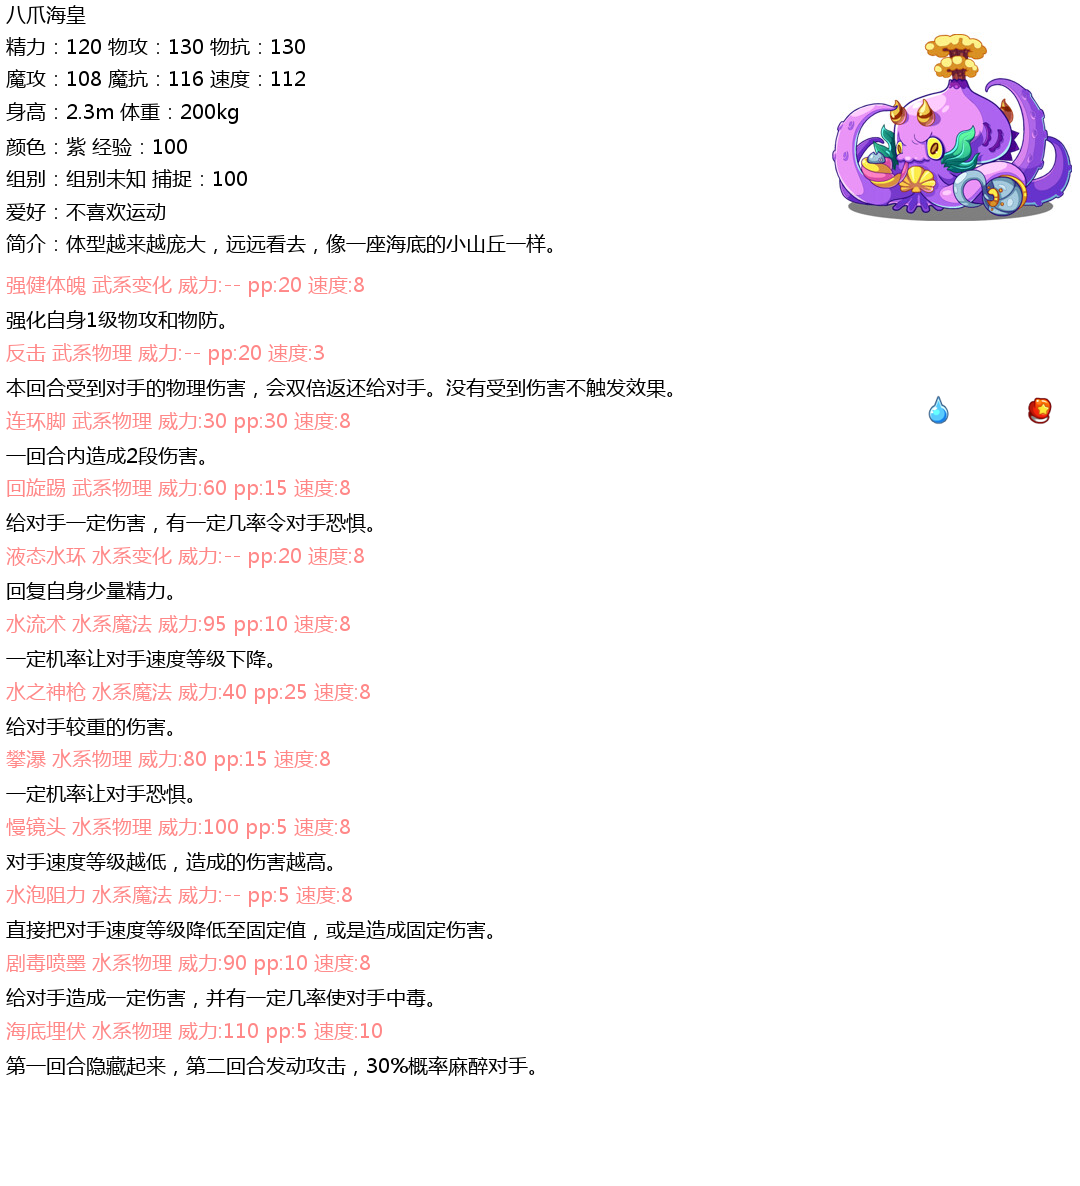 八爪海皇
精力：120 物攻：130 物抗：130
魔攻：108 魔抗：116 速度：112
身高：2.3m 体重：200kg
颜色：紫 经验：100
组别：组别未知 捕捉：100
爱好：不喜欢运动
简介：体型越来越庞大，远远看去，像一座海底的小山丘一样。
强健体魄 武系变化 威力:-- pp:20 速度:8
强化自身1级物攻和物防。
反击 武系物理 威力:-- pp:20 速度:3
本回合受到对手的物理伤害，会双倍返还给对手。没有受到伤害不触发效果。
连环脚 武系物理 威力:30 pp:30 速度:8
一回合内造成2段伤害。
回旋踢 武系物理 威力:60 pp:15 速度:8
给对手一定伤害，有一定几率令对手恐惧。
液态水环 水系变化 威力:-- pp:20 速度:8
回复自身少量精力。
水流术 水系魔法 威力:95 pp:10 速度:8
一定机率让对手速度等级下降。
水之神枪 水系魔法 威力:40 pp:25 速度:8
给对手较重的伤害。
攀瀑 水系物理 威力:80 pp:15 速度:8
一定机率让对手恐惧。
慢镜头 水系物理 威力:100 pp:5 速度:8
对手速度等级越低，造成的伤害越高。
水泡阻力 水系魔法 威力:-- pp:5 速度:8
直接把对手速度等级降低至固定值，或是造成固定伤害。
剧毒喷墨 水系物理 威力:90 pp:10 速度:8
给对手造成一定伤害，并有一定几率使对手中毒。
海底埋伏 水系物理 威力:110 pp:5 速度:10
第一回合隐藏起来，第二回合发动攻击，30%概率麻醉对手。